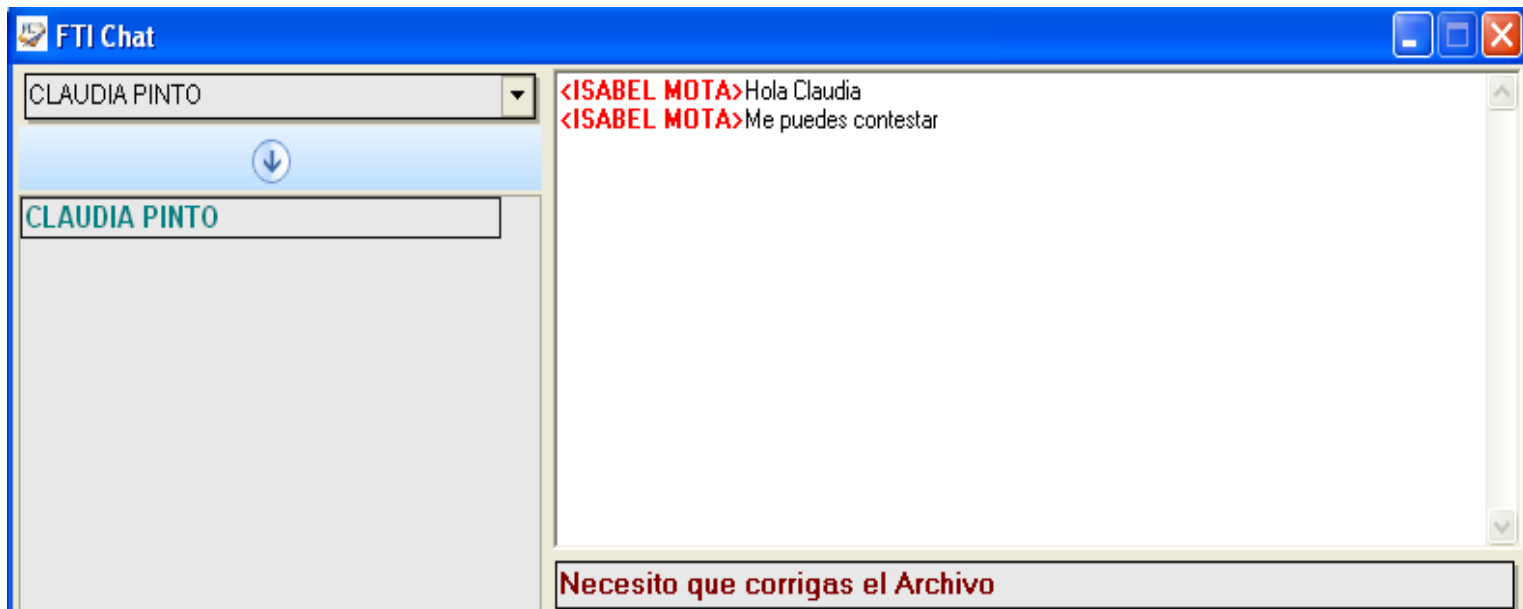 FTI Chat
CLAUDIA PINTO
CLAUDIA PINTO
<ISABEL MOTA>Hola Claudia
<ISABEL MOTA>Me puedes contestar
Necesito que corrigas el Archivo